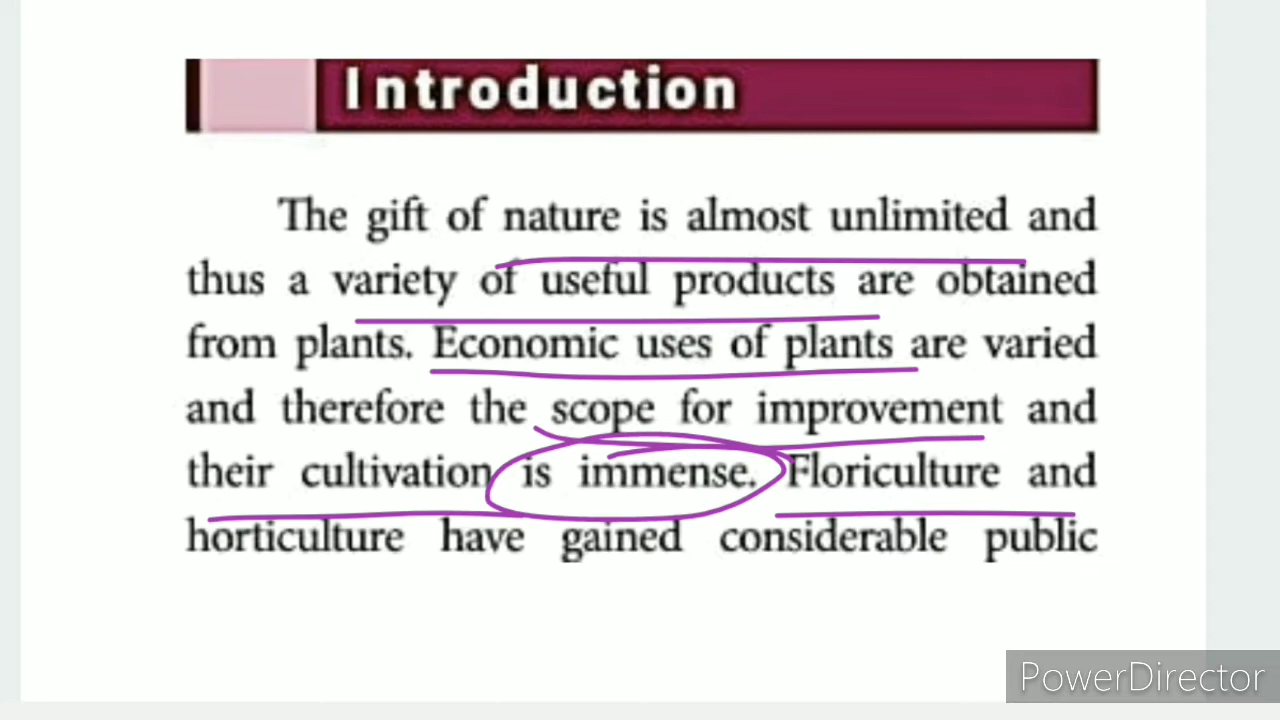 Introduction
The gift of nature is almost unlimited and
thus a variety of useful products are obtained
from plants. Economic uses of plants are varied
and therefore the scope for improvement and
their cultivation is immense. Floriculture and
horticulture have gained considerable public
PowerDirector